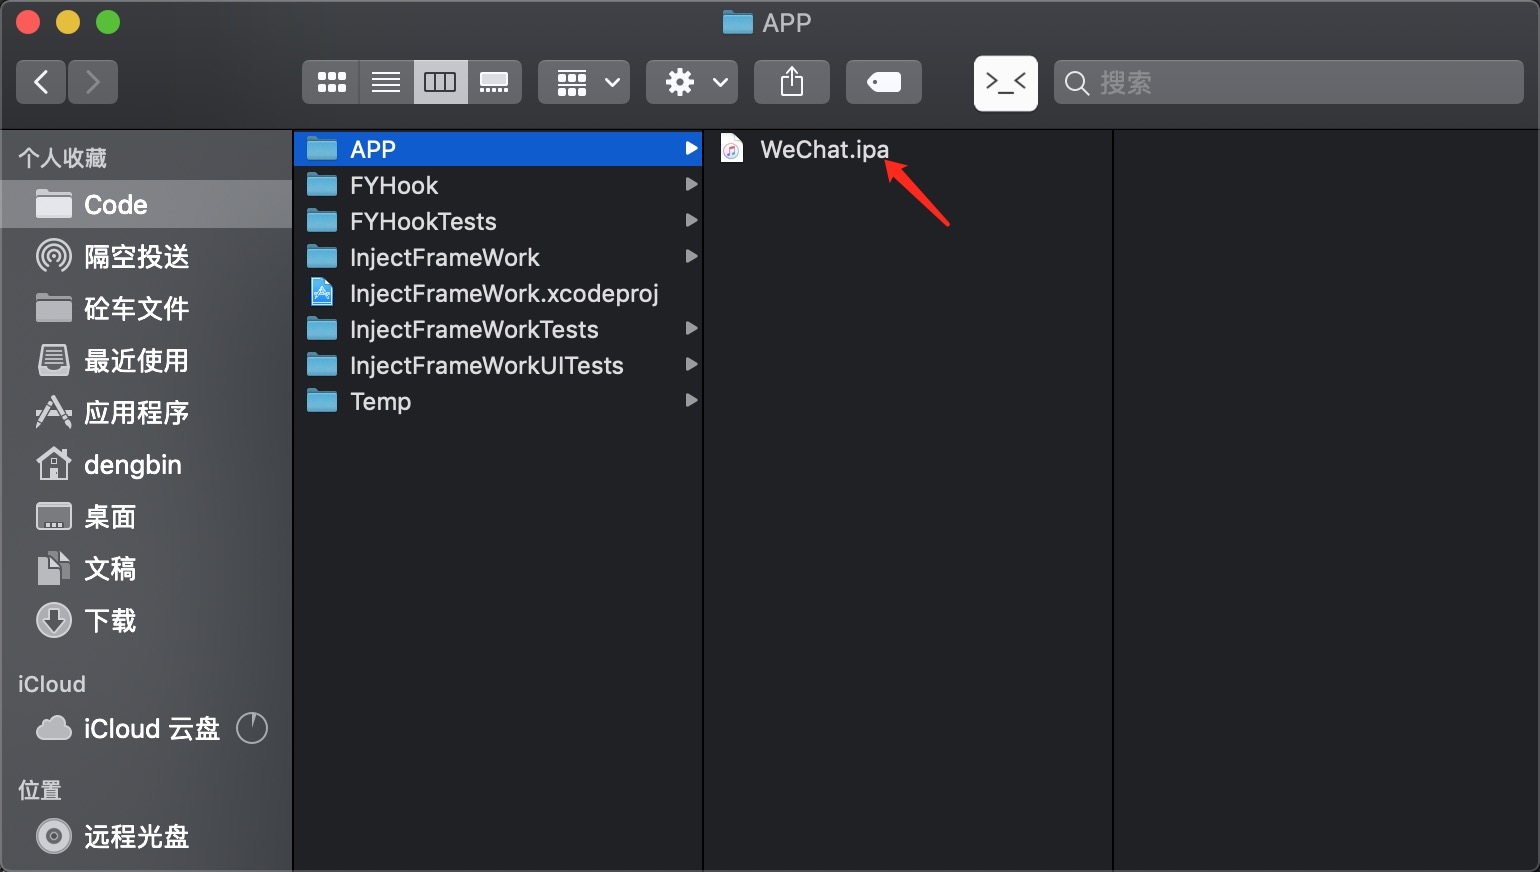 APP
搜索
个人收藏
Code
隔空投送
砼车文件
最近使用
应用程序
dengbin
桌面
文稿
下载
iCloud
iCloud 云盘
位置
远程光盘
APP
FYHook
FYHookTests
InjectFrameWork
InjectFrameWork.xcodeproj
InjectFrameWorkTests
InjectFrameWorkUITests
Temp
WeChat.ipa